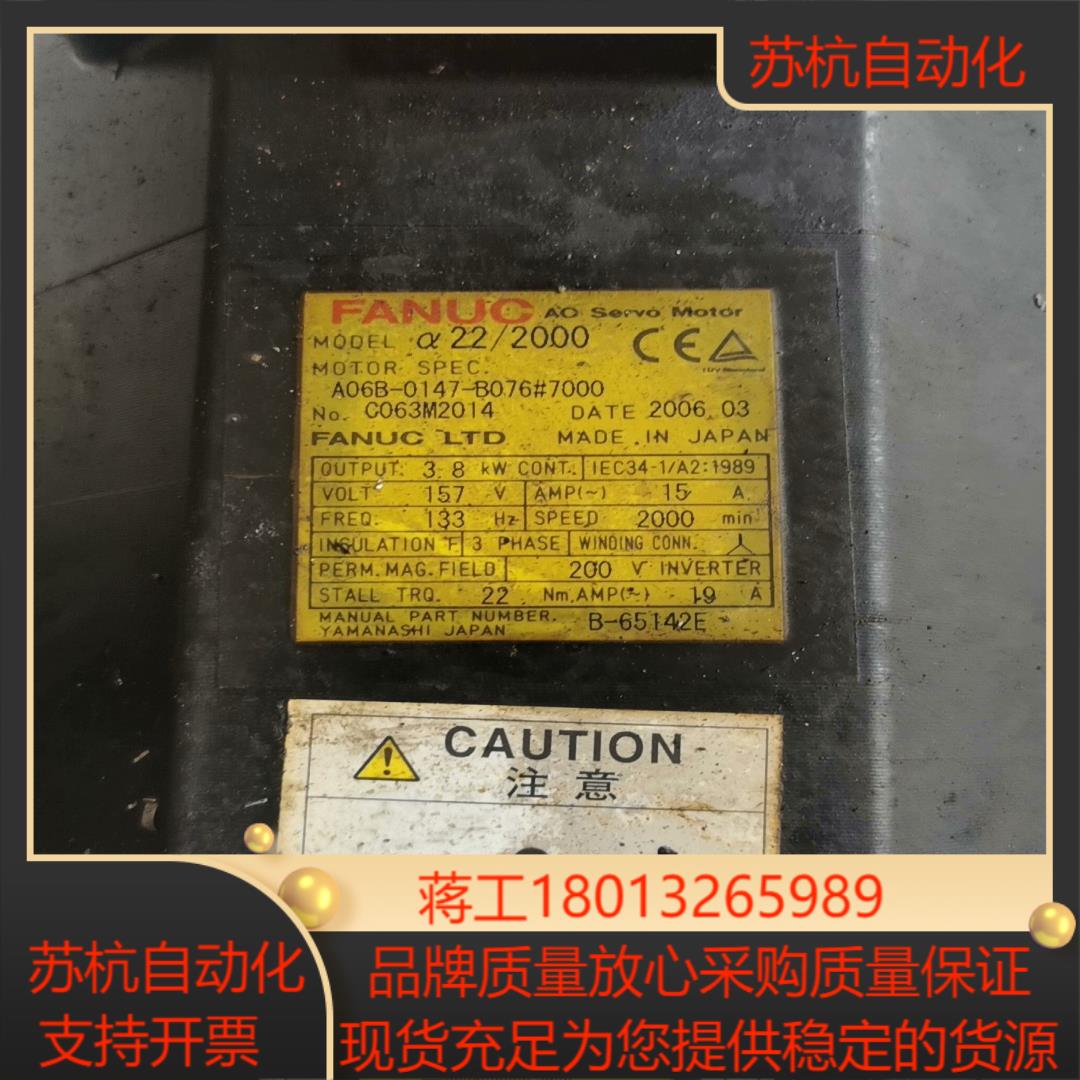 苏杭自动化
FANUC AC Servo Motor
MODEL α 22/2000
MOTOR SPEC.
A06B-0147-B076#7000
No. C063M2014 DATE 2006.03
FANUC LTD MADE IN JAPAN
OUTPUT 3.8 kW CONT. IEC34-1/A2:1989
VOLT 157 V AMP(~) 15 A
FREQ. 133 Hz SPEED 2000 min
INSULATION F 3 PHASE WINDING CONN.
PERM.MAG.FIELD 200 V INVERTER
STALL TRQ. 22 Nm.AMP(~) 19 A
MANUAL PART NUMBER. B-65142E
YAMANASHI JAPAN
CAUTION
注意
蒋工18013265989
苏杭自动化
支持开票
品牌质量放心采购质量保证
现货充足为您提供稳定的货源